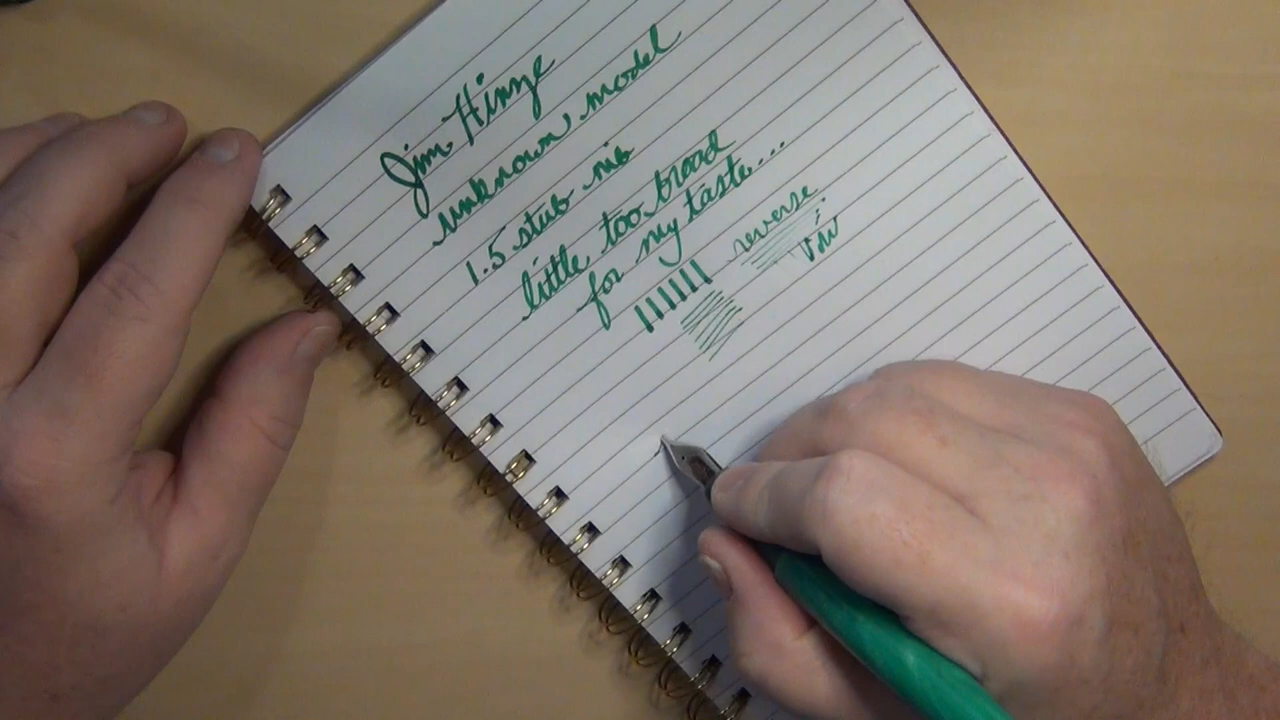 Jim Hinze
unknown model
1.5 stub nib
little too broad
for my taste...
reverse